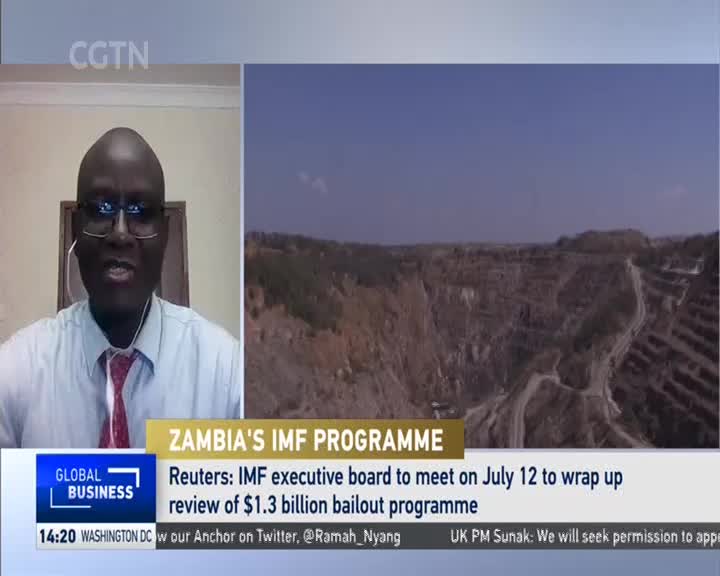 CGTN
ZAMBIA'S IMF PROGRAMME
Reuters: IMF executive board to meet on July 12 to wrap up
review of $1.3 billion bailout programme
GLOBAL
BUSINESS
14:20 WASHINGTON DC
our Anchor on Twitter, @Ramah_Nyang UK PM Sunak: We will seek permission to